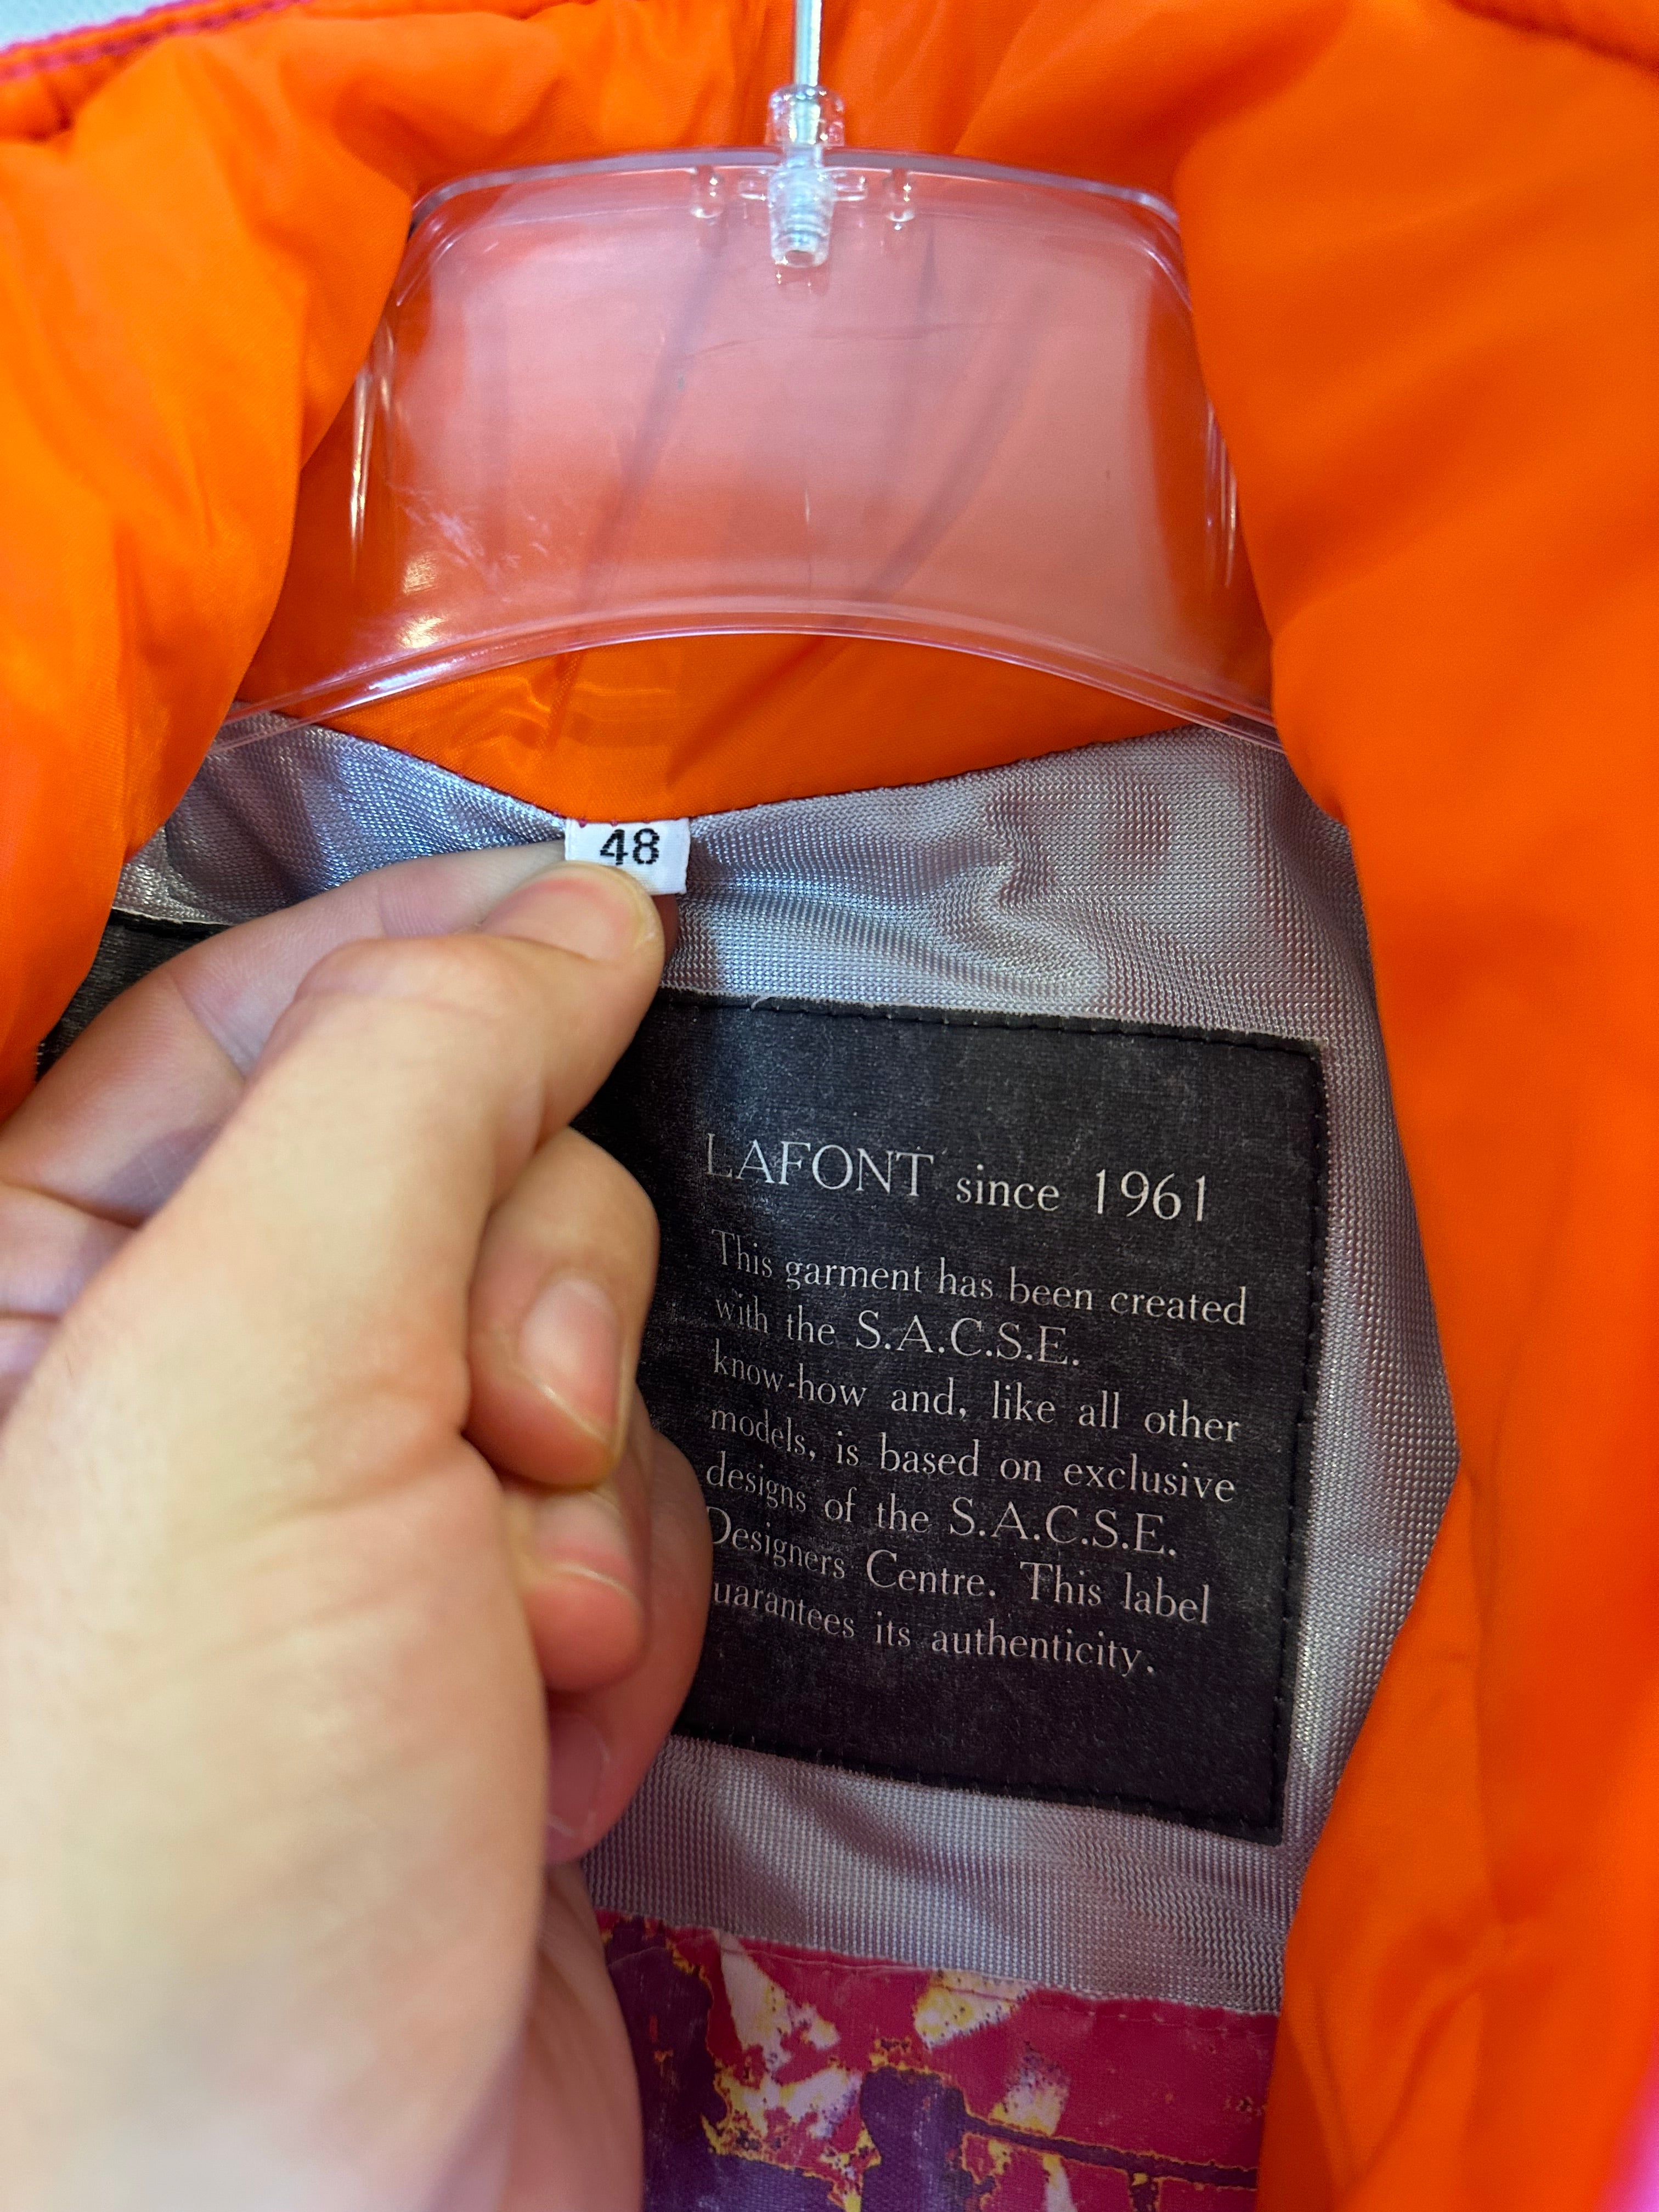 48
LAFONT since 1961
This garment has been created
with the S.A.C.S.E.
know-how and, like all other
models, is based on exclusive
designs of the S.A.C.S.E.
Designers Centre. This label
uarantees its authenticity.